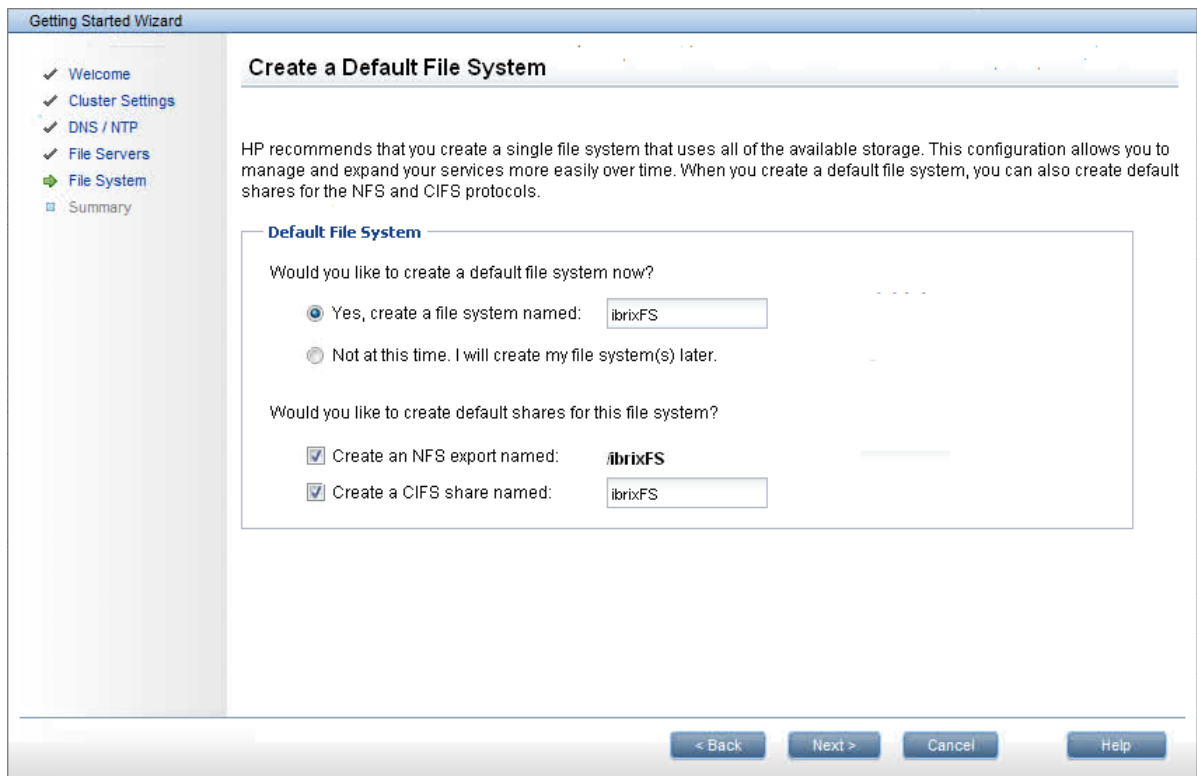 Getting Started Wizard
Welcome
Cluster Settings
DNS / NTP
File Servers
File System
Summary
Create a Default File System
HP recommends that you create a single file system that uses all of the available storage. This configuration allows you to
manage and expand your services more easily over time. When you create a default file system, you can also create default
shares for the NFS and CIFS protocols.
Default File System
Would you like to create a default file system now?
Yes, create a file system named: ibrixFS
Not at this time. I will create my file system(s) later.
Would you like to create default shares for this file system?
Create an NFS export named: /ibrixFS
Create a CIFS share named: ibrixFS
< Back Next > Cancel Help